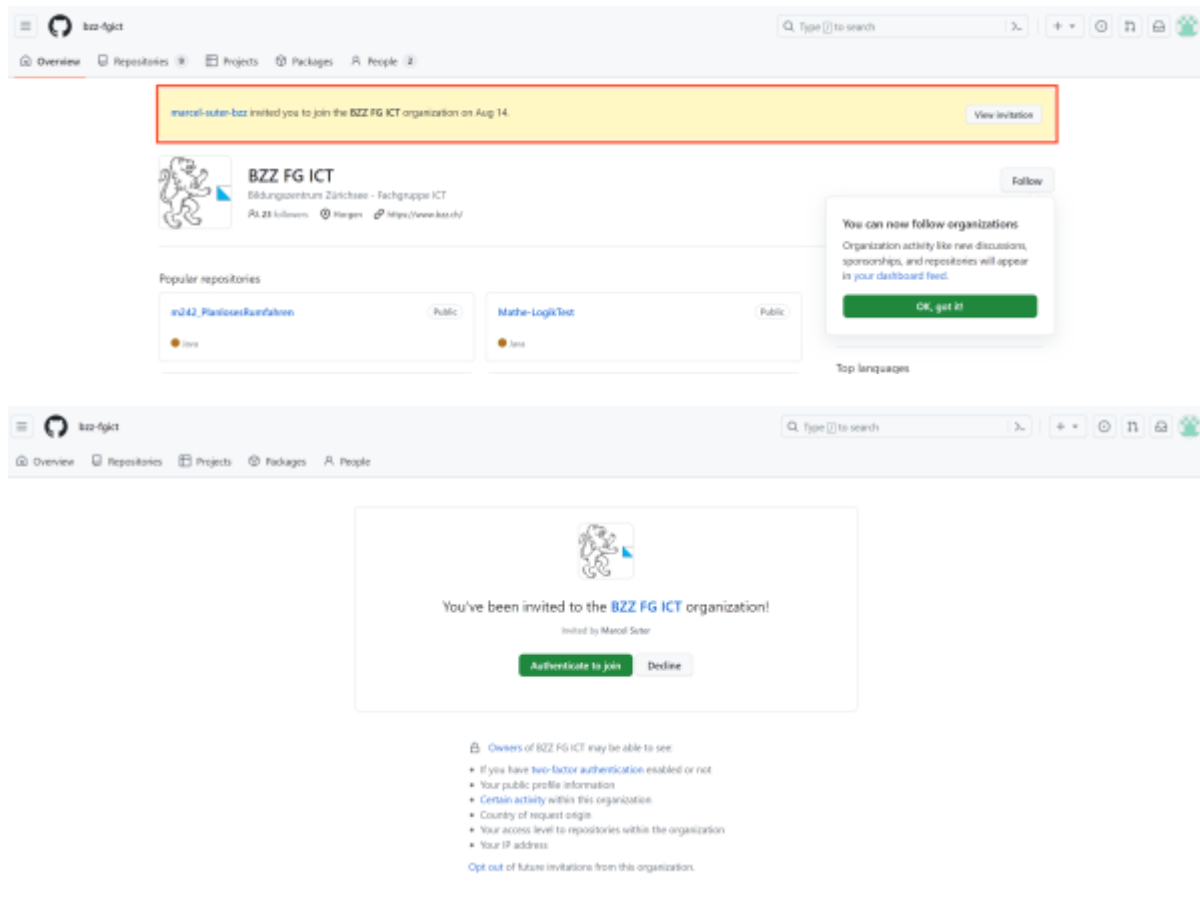 bzz-fgict
Type / to search
Overview Repositories 9 Projects Packages People 2
marcel-suter-bzz invited you to join the BZZ FG ICT organization on Aug 14.
View invitation
BZZ FG ICT
Follow
Bildungszentrum Zürichsee - Fachgruppe ICT
23 followers Horgen https://www.bzz.ch/
You can now follow organizations
Organization activity like new discussions,
sponsorships, and repositories will appear
in your dashboard feed.
OK, got it!
Popular repositories
m242_PlanlosesRumfahren Public
Java
Mathe-LogikTest Public
Java
Top languages
bzz-fgict
Type / to search
Overview Repositories Projects Packages People
You've been invited to the BZZ FG ICT organization!
Invited by Marcel Suter
Authenticate to join Decline
Owners of BZZ FG ICT may be able to see:
• If you have two-factor authentication enabled or not
• Your public profile information
• Certain activity within this organization
• Country of request origin
• Your access level to repositories within the organization
• Your IP address
Opt out of future invitations from this organization.